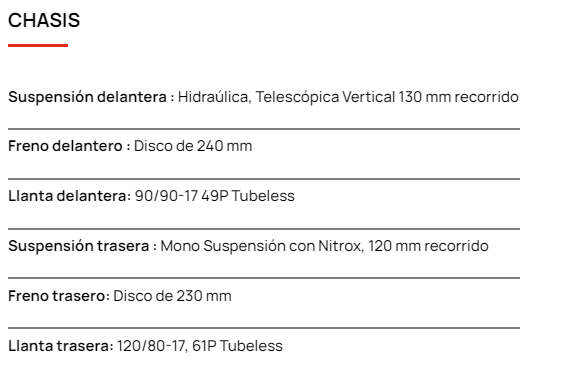 CHASIS
Suspensión delantera : Hidraúlica, Telescópica Vertical 130 mm recorrido
Freno delantero : Disco de 240 mm
Llanta delantera: 90/90-17 49P Tubeless
Suspensión trasera : Mono Suspensión con Nitrox, 120 mm recorrido
Freno trasero: Disco de 230 mm
Llanta trasera: 120/80-17, 61P Tubeless